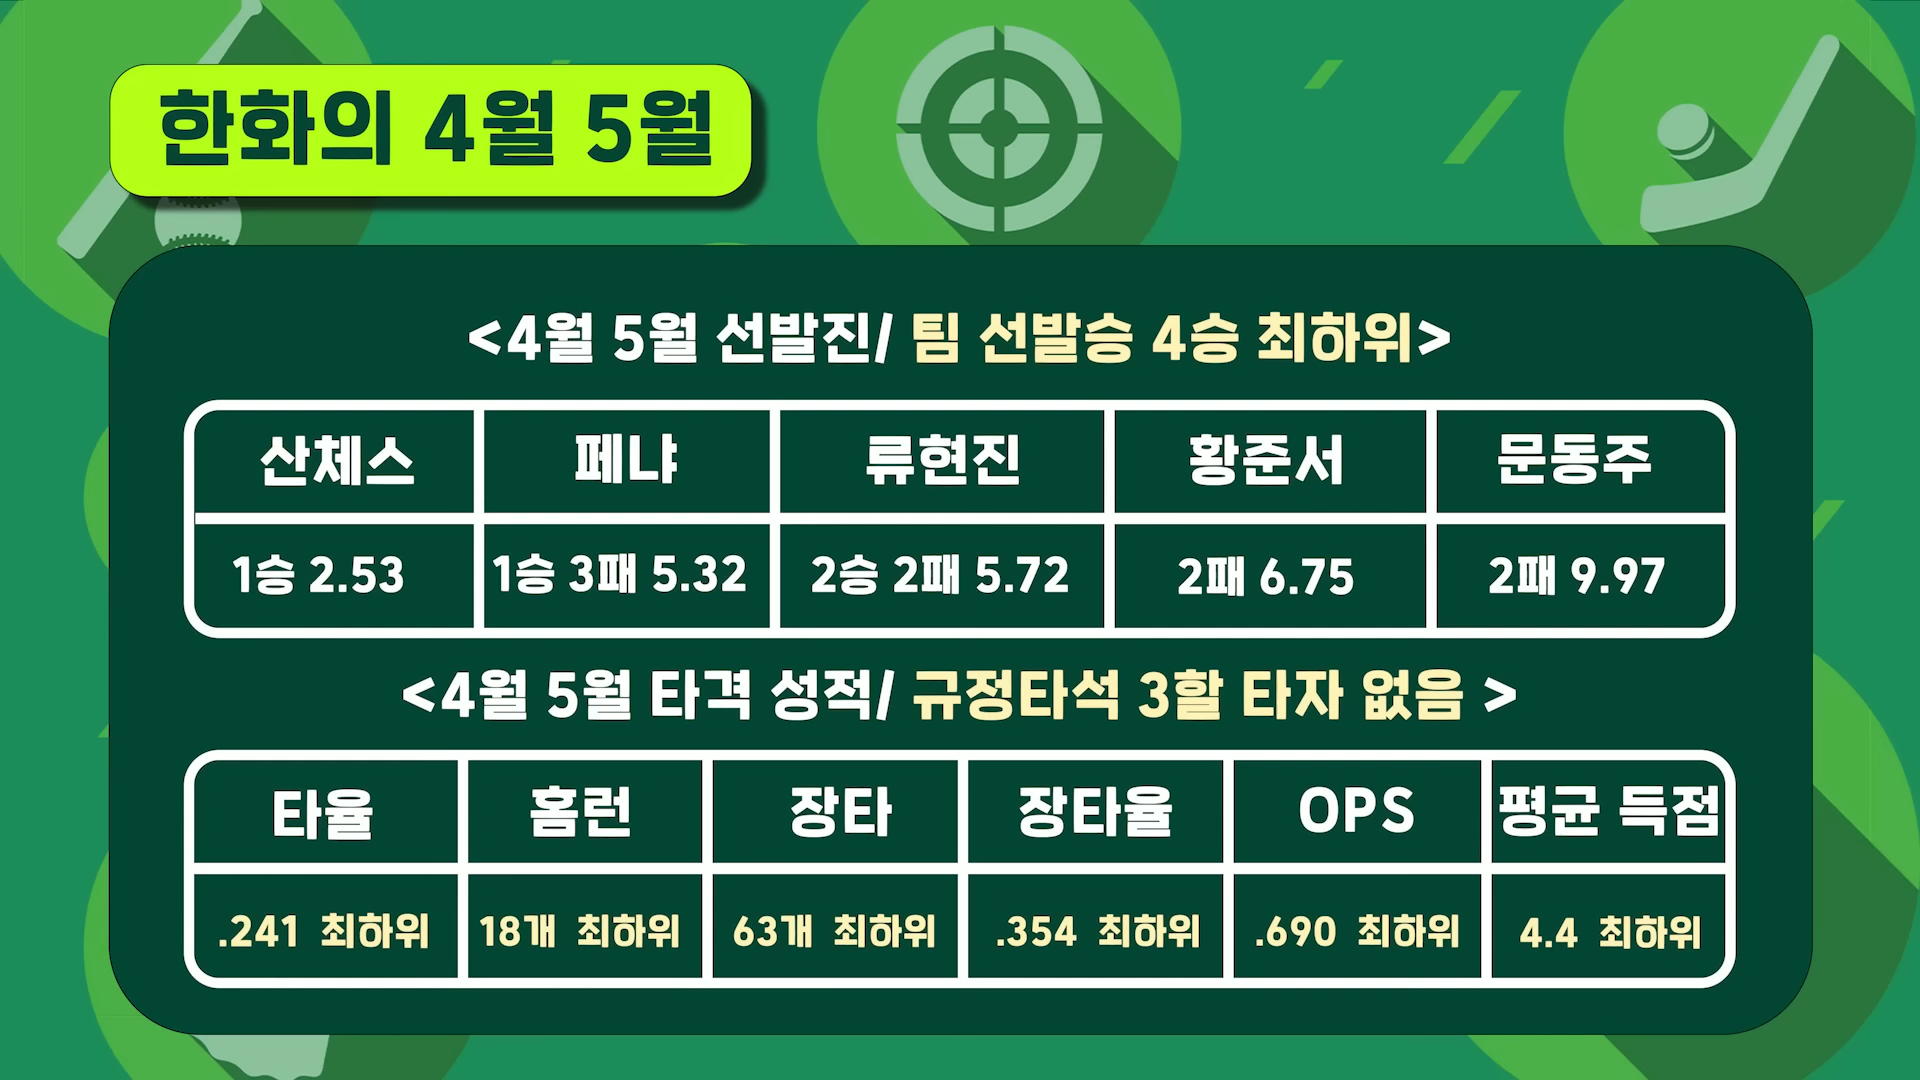 한화의 4월 5월
<4월 5월 선발진/ 팀 선발승 4승 최하위>
산체스 페냐 류현진 황준서 문동주
1승 2.53 1승 3패 5.32 2승 2패 5.72 2패 6.75 2패 9.97
<4월 5월 타격 성적/ 규정타석 3할 타자 없음 >
타율 홈런 장타 장타율 OPS 평균 득점
.241 최하위 18개 최하위 63개 최하위 .354 최하위 .690 최하위 4.4 최하위